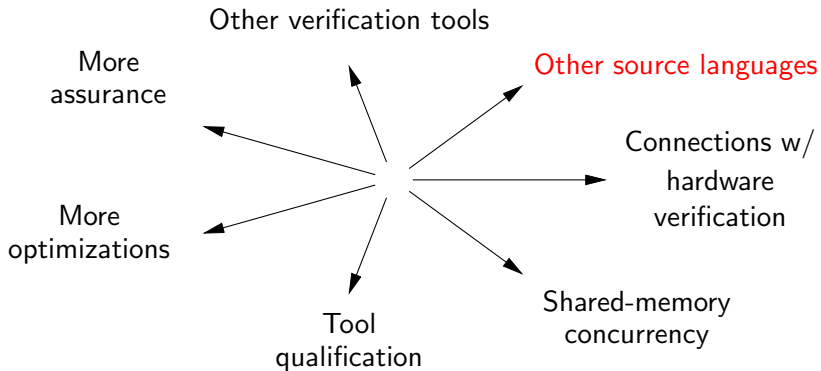 Other verification tools
More
assurance
Other source languages
Connections w/
hardware
verification
More
optimizations
Shared-memory
concurrency
Tool
qualification